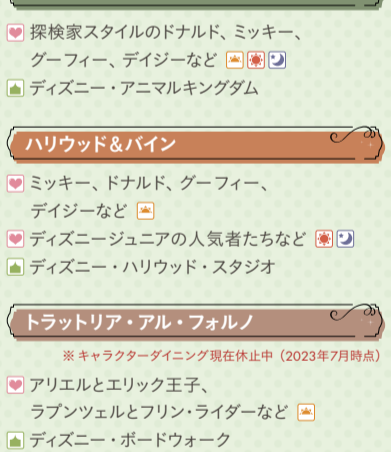 探検家スタイルのドナルド、ミッキー、
グーフィー、デイジーなど
ディズニー・アニマルキングダム
ハリウッド＆バイン
ミッキー、ドナルド、グーフィー、
デイジーなど
ディズニージュニアの人気者たちなど
ディズニー・ハリウッド・スタジオ
トラットリア・アル・フォルノ
※キャラクターダイニング現在休止中（2023年7月時点）
アリエルとエリック王子、
ラプンツェルとフリン・ライダーなど
ディズニー・ボードウォーク